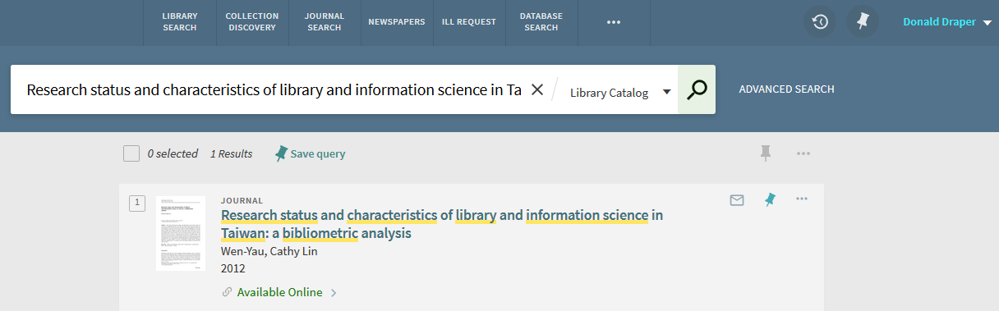 LIBRARY SEARCH
COLLECTION DISCOVERY
JOURNAL SEARCH
NEWSPAPERS
ILL REQUEST
DATABASE SEARCH
Donald Draper
Research status and characteristics of library and information science in Ta
Library Catalog
ADVANCED SEARCH
0 selected 1 Results Save query
1
JOURNAL
Research status and characteristics of library and information science in
Taiwan: a bibliometric analysis
Wen-Yau, Cathy Lin
2012
Available Online